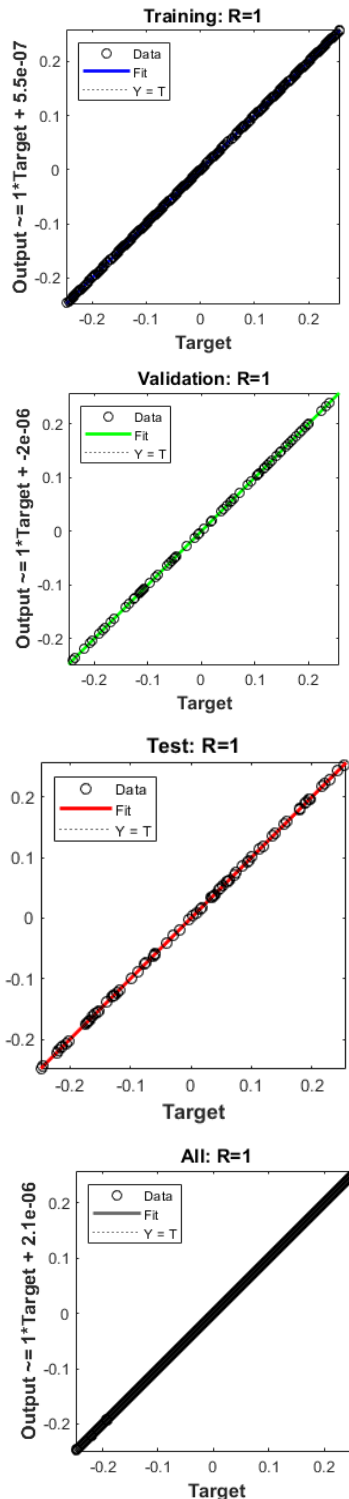 Training: R=1
Output ~= 1*Target + 5.5e-07
Data
Fit
Y = T
0.2
0.1
0
-0.1
-0.2
-0.2 -0.1 0 0.1 0.2
Target
Validation: R=1
Output ~= 1*Target + -2e-06
Data
Fit
Y = T
0.2
0.1
0
-0.1
-0.2
-0.2 -0.1 0 0.1 0.2
Target
Test: R=1
Data
Fit
Y = T
0.2
0.1
0
-0.1
-0.2
-0.2 -0.1 0 0.1 0.2
Target
All: R=1
Output ~= 1*Target + 2.1e-06
Data
Fit
Y = T
0.2
0.1
0
-0.1
-0.2
-0.2 -0.1 0 0.1 0.2
Target